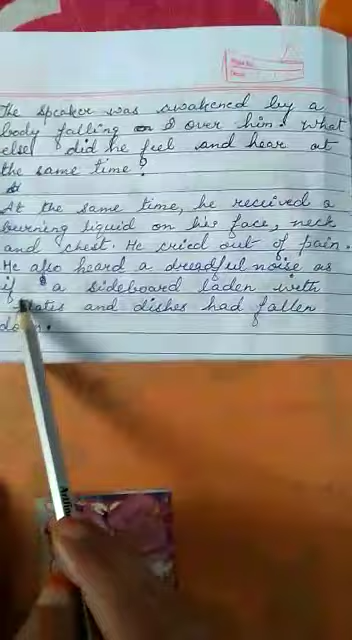 The speaker was awakened by a
body falling on I over him. What
else did he feel and hear at
the same time?
At the same time, he received a
burning liquid on his face, neck
and chest. He cried out of pain.
He also heard a dreadful noise as
if a sideboard laden with
and dishes had fallen